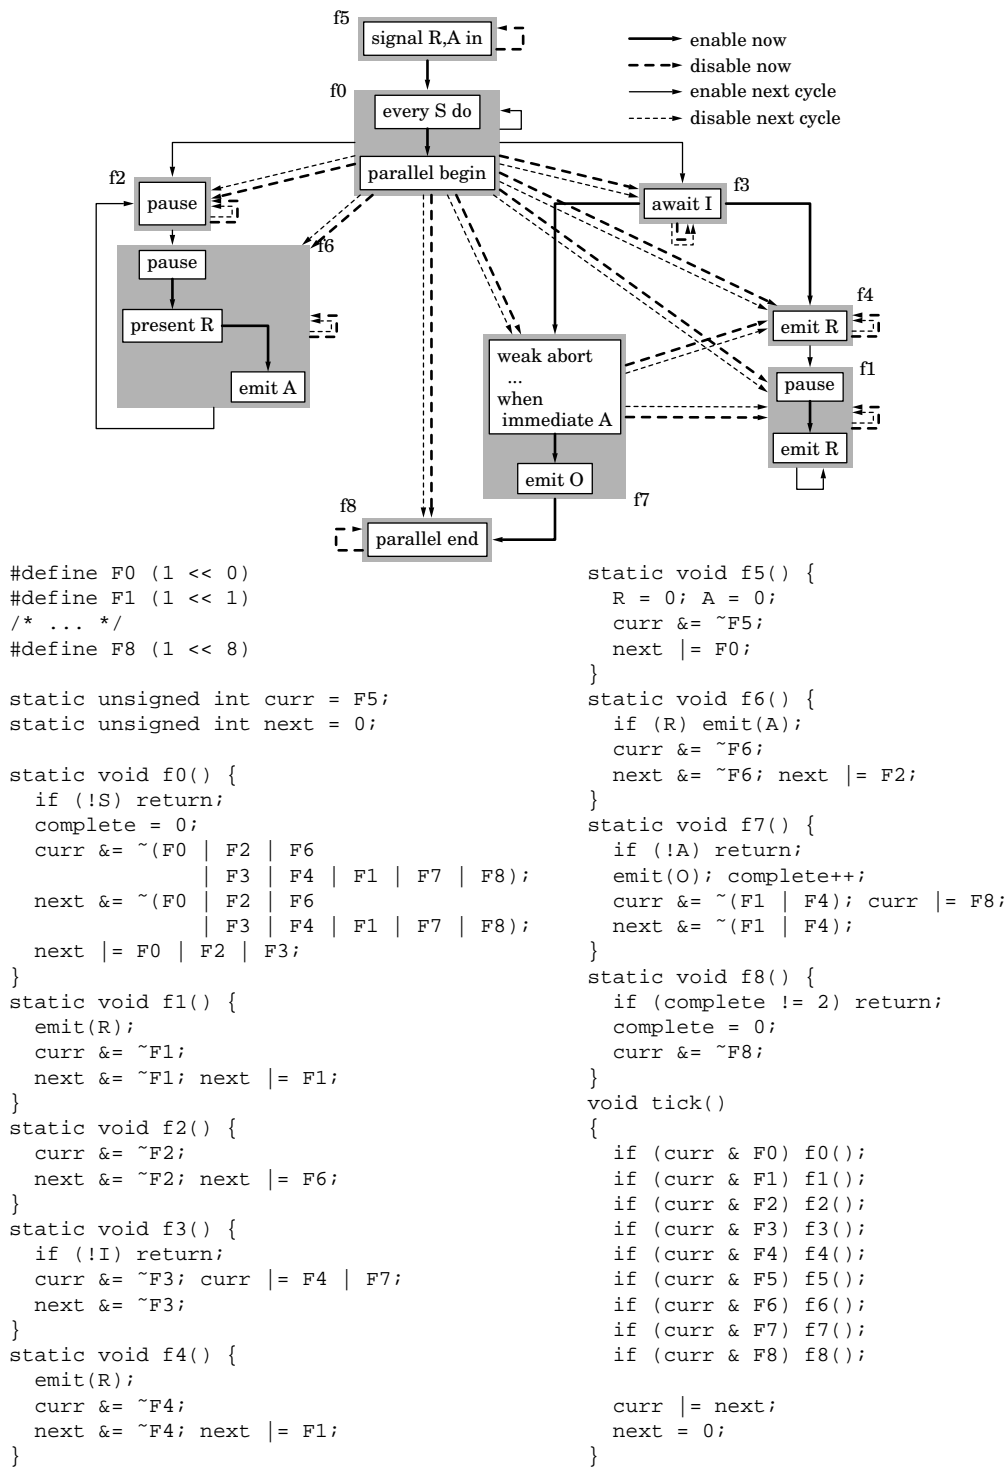 f5
signal R,A in
enable now
disable now
enable next cycle
disable next cycle
f0
every S do
parallel begin
f2
pause
f3
await I
f6
pause
present R
emit A
f4
emit R
weak abort
...
when
immediate A
f1
pause
emit R
emit O
f7
f8
parallel end
#define F0 (1 << 0)
#define F1 (1 << 1)
/* ... */
#define F8 (1 << 8)
static unsigned int curr = F5;
static unsigned int next = 0;
static void f0() {
  if (!S) return;
  complete = 0;
  curr &= ~(F0 | F2 | F6
              | F3 | F4 | F1 | F7 | F8);
  next &= ~(F0 | F2 | F6
              | F3 | F4 | F1 | F7 | F8);
  next |= F0 | F2 | F3;
}
static void f1() {
  emit(R);
  curr &= ~F1;
  next &= ~F1; next |= F1;
}
static void f2() {
  curr &= ~F2;
  next &= ~F2; next |= F6;
}
static void f3() {
  if (!I) return;
  curr &= ~F3; curr |= F4 | F7;
  next &= ~F3;
}
static void f4() {
  emit(R);
  curr &= ~F4;
  next &= ~F4; next |= F1;
}
static void f5() {
  R = 0; A = 0;
  curr &= ~F5;
  next |= F0;
}
static void f6() {
  if (R) emit(A);
  curr &= ~F6;
  next &= ~F6; next |= F2;
}
static void f7() {
  if (!A) return;
  emit(O); complete++;
  curr &= ~(F1 | F4); curr |= F8;
  next &= ~(F1 | F4);
}
static void f8() {
  if (complete != 2) return;
  complete = 0;
  curr &= ~F8;
}
void tick()
{
  if (curr & F0) f0();
  if (curr & F1) f1();
  if (curr & F2) f2();
  if (curr & F3) f3();
  if (curr & F4) f4();
  if (curr & F5) f5();
  if (curr & F6) f6();
  if (curr & F7) f7();
  if (curr & F8) f8();
  curr |= next;
  next = 0;
}